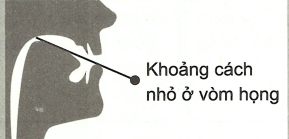 Khoảng cách
nhỏ ở vòm họng